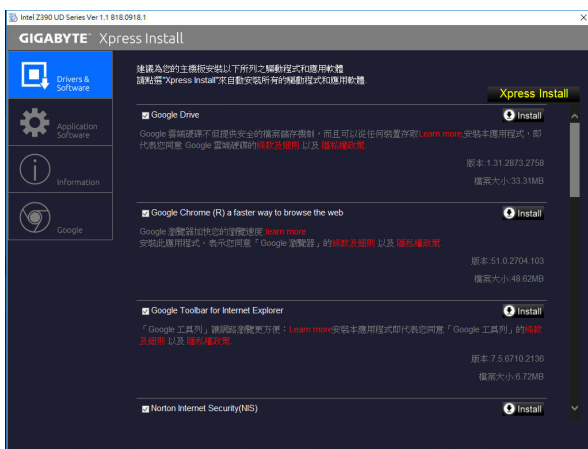 Intel Z390 UD Series Ver 1.1 B18.0918.1
GIGABYTE™ Xpress Install
Drivers &
Software
Application
Software
Information
Google
建議為您的主機板安裝以下所列之驅動程式和應用軟體
請點選"Xpress Install"來自動安裝所有的驅動程式和應用軟體.
Xpress Install
Google Drive
Install
Google 雲端硬碟不但提供安全的檔案儲存機制，而且可以從任何裝置存取Learn more.安裝本應用程式，即
代表您同意 Google 雲端硬碟的條款及細則 以及 隱私權政策.
版本:1.31.2873.2758
檔案大小:33.31MB
Google Chrome (R) a faster way to browse the web
Install
Google 瀏覽器加快您的瀏覽速度 learn more
安裝此應用程式，表示您同意「Google 瀏覽器」的條款及細則 以及 隱私權政策.
版本:51.0.2704.103
檔案大小:48.62MB
Google Toolbar for Internet Explorer
Install
「Google 工具列」讓網路瀏覽更方便：Learn more安裝本應用程式即代表您同意「Google 工具列」的條款
及細則 以及 隱私權政策.
版本:7.5.6710.2136
檔案大小:6.72MB
Norton Internet Security(NIS)
Install